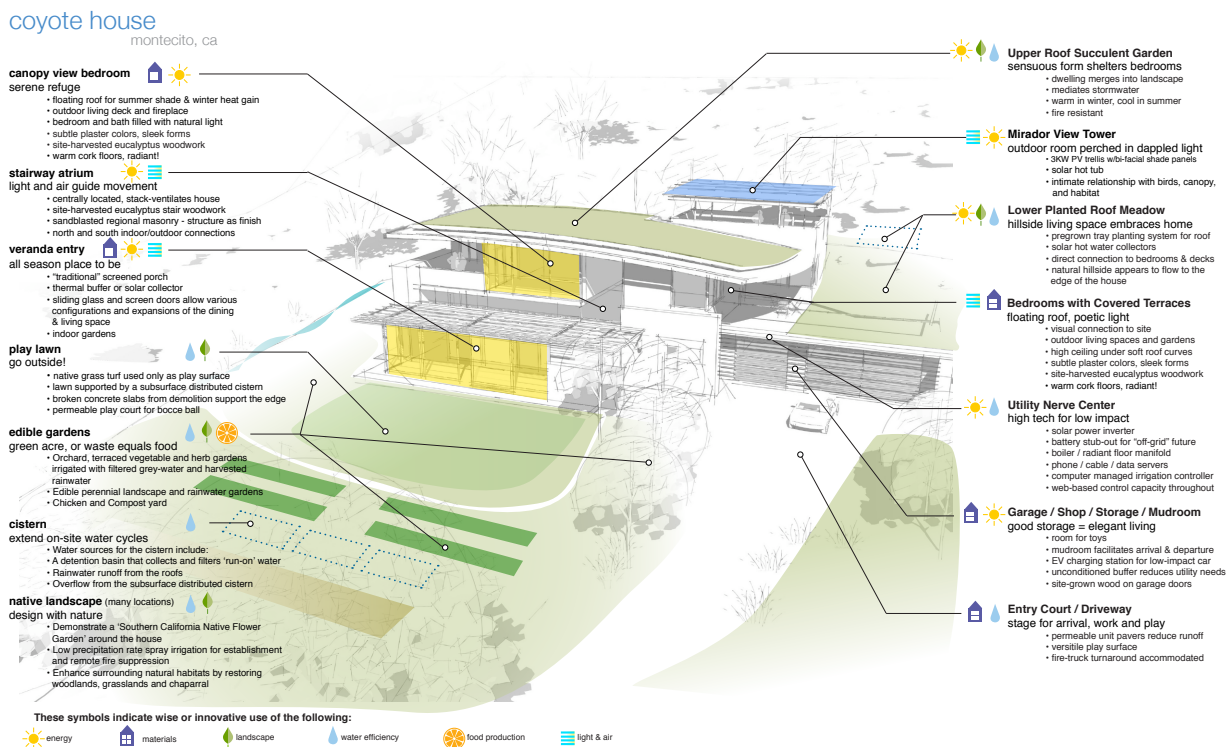 coyote house
montecito, ca
canopy view bedroom
serene refuge
• floating roof for summer shade & winter heat gain
• outdoor living deck and fireplace
• bedroom and bath filled with natural light
• subtle plaster colors, sleek forms
• site-harvested eucalyptus woodwork
• warm cork floors, radiant!
stairway atrium
light and air guide movement
• centrally located, stack-ventilates house
• site-harvested eucalyptus stair woodwork
• sandblasted regional masonry - structure as finish
• north and south indoor/outdoor connections
veranda entry
all season place to be
• “traditional” screened porch
• thermal buffer or solar collector
• sliding glass and screen doors allow various
configurations and expansions of the dining
& living space
• indoor gardens
play lawn
go outside!
• native grass turf used only as play surface
• lawn supported by a subsurface distributed cistern
• broken concrete slabs from demolition support the edge
• permeable play court for bocce ball
edible gardens
green acre, or waste equals food
• Orchard, terraced vegetable and herb gardens
irrigated with filtered grey-water and harvested
rainwater
• Edible perennial landscape and rainwater gardens
• Chicken and Compost yard
cistern
extend on-site water cycles
• Water sources for the cistern include:
• A detention basin that collects and filters ‘run-on’ water
• Rainwater runoff from the roofs
• Overflow from the subsurface distributed cistern
native landscape (many locations)
design with nature
• Demonstrate a ‘Southern California Native Flower
Garden’ around the house
• Low precipitation rate spray irrigation for establishment
and remote fire suppression
• Enhance surrounding natural habitats by restoring
woodlands, grasslands and chaparral
Upper Roof Succulent Garden
sensuous form shelters bedrooms
• dwelling merges into landscape
• mediates stormwater
• warm in winter, cool in summer
• fire resistant
Mirador View Tower
outdoor room perched in dappled light
• 3KW PV trellis w/bi-facial shade panels
• solar hot tub
• intimate relationship with birds, canopy,
and habitat
Lower Planted Roof Meadow
hillside living space embraces home
• pregrown tray planting system for roof
• solar hot water collectors
• direct connection to bedrooms & decks
• natural hillside appears to flow to the
edge of the house
Bedrooms with Covered Terraces
floating roof, poetic light
• visual connection to site
• outdoor living spaces and gardens
• high ceiling under soft roof curves
• subtle plaster colors, sleek forms
• site-harvested eucalyptus woodwork
• warm cork floors, radiant!
Utility Nerve Center
high tech for low impact
• solar power inverter
• battery stub-out for “off-grid” future
• boiler / radiant floor manifold
• phone / cable / data servers
• computer managed irrigation controller
• web-based control capacity throughout
Garage / Shop / Storage / Mudroom
good storage = elegant living
• room for toys
• mudroom facilitates arrival & departure
• EV charging station for low-impact car
• unconditioned buffer reduces utility needs
• site-grown wood on garage doors
Entry Court / Driveway
stage for arrival, work and play
• permeable unit pavers reduce runoff
• versitile play surface
• fire-truck turnaround accommodated
These symbols indicate wise or innovative use of the following:
energy materials landscape water efficiency food production light & air